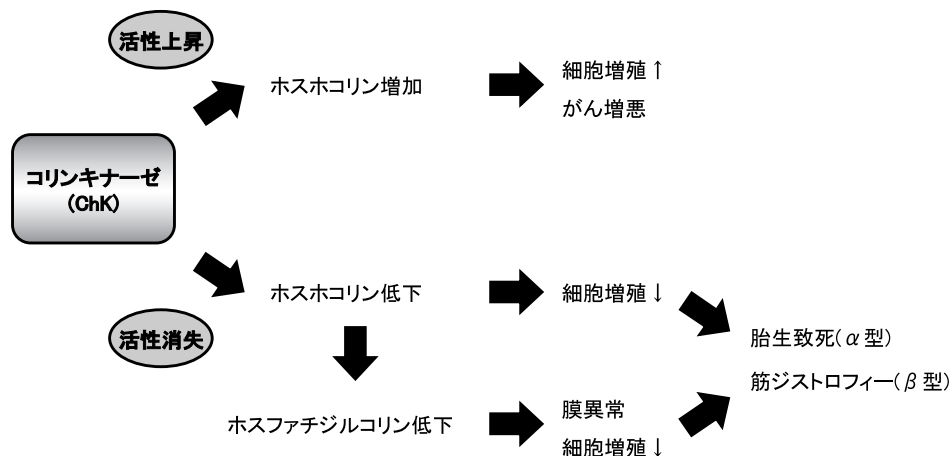 活性上昇
ホスホコリン増加
細胞増殖↑
がん増悪
コリンキナーゼ
(ChK)
ホスホコリン低下
細胞増殖↓
活性消失
胎生致死(α型)
筋ジストロフィー(β型)
ホスファチジルコリン低下
膜異常
細胞増殖↓